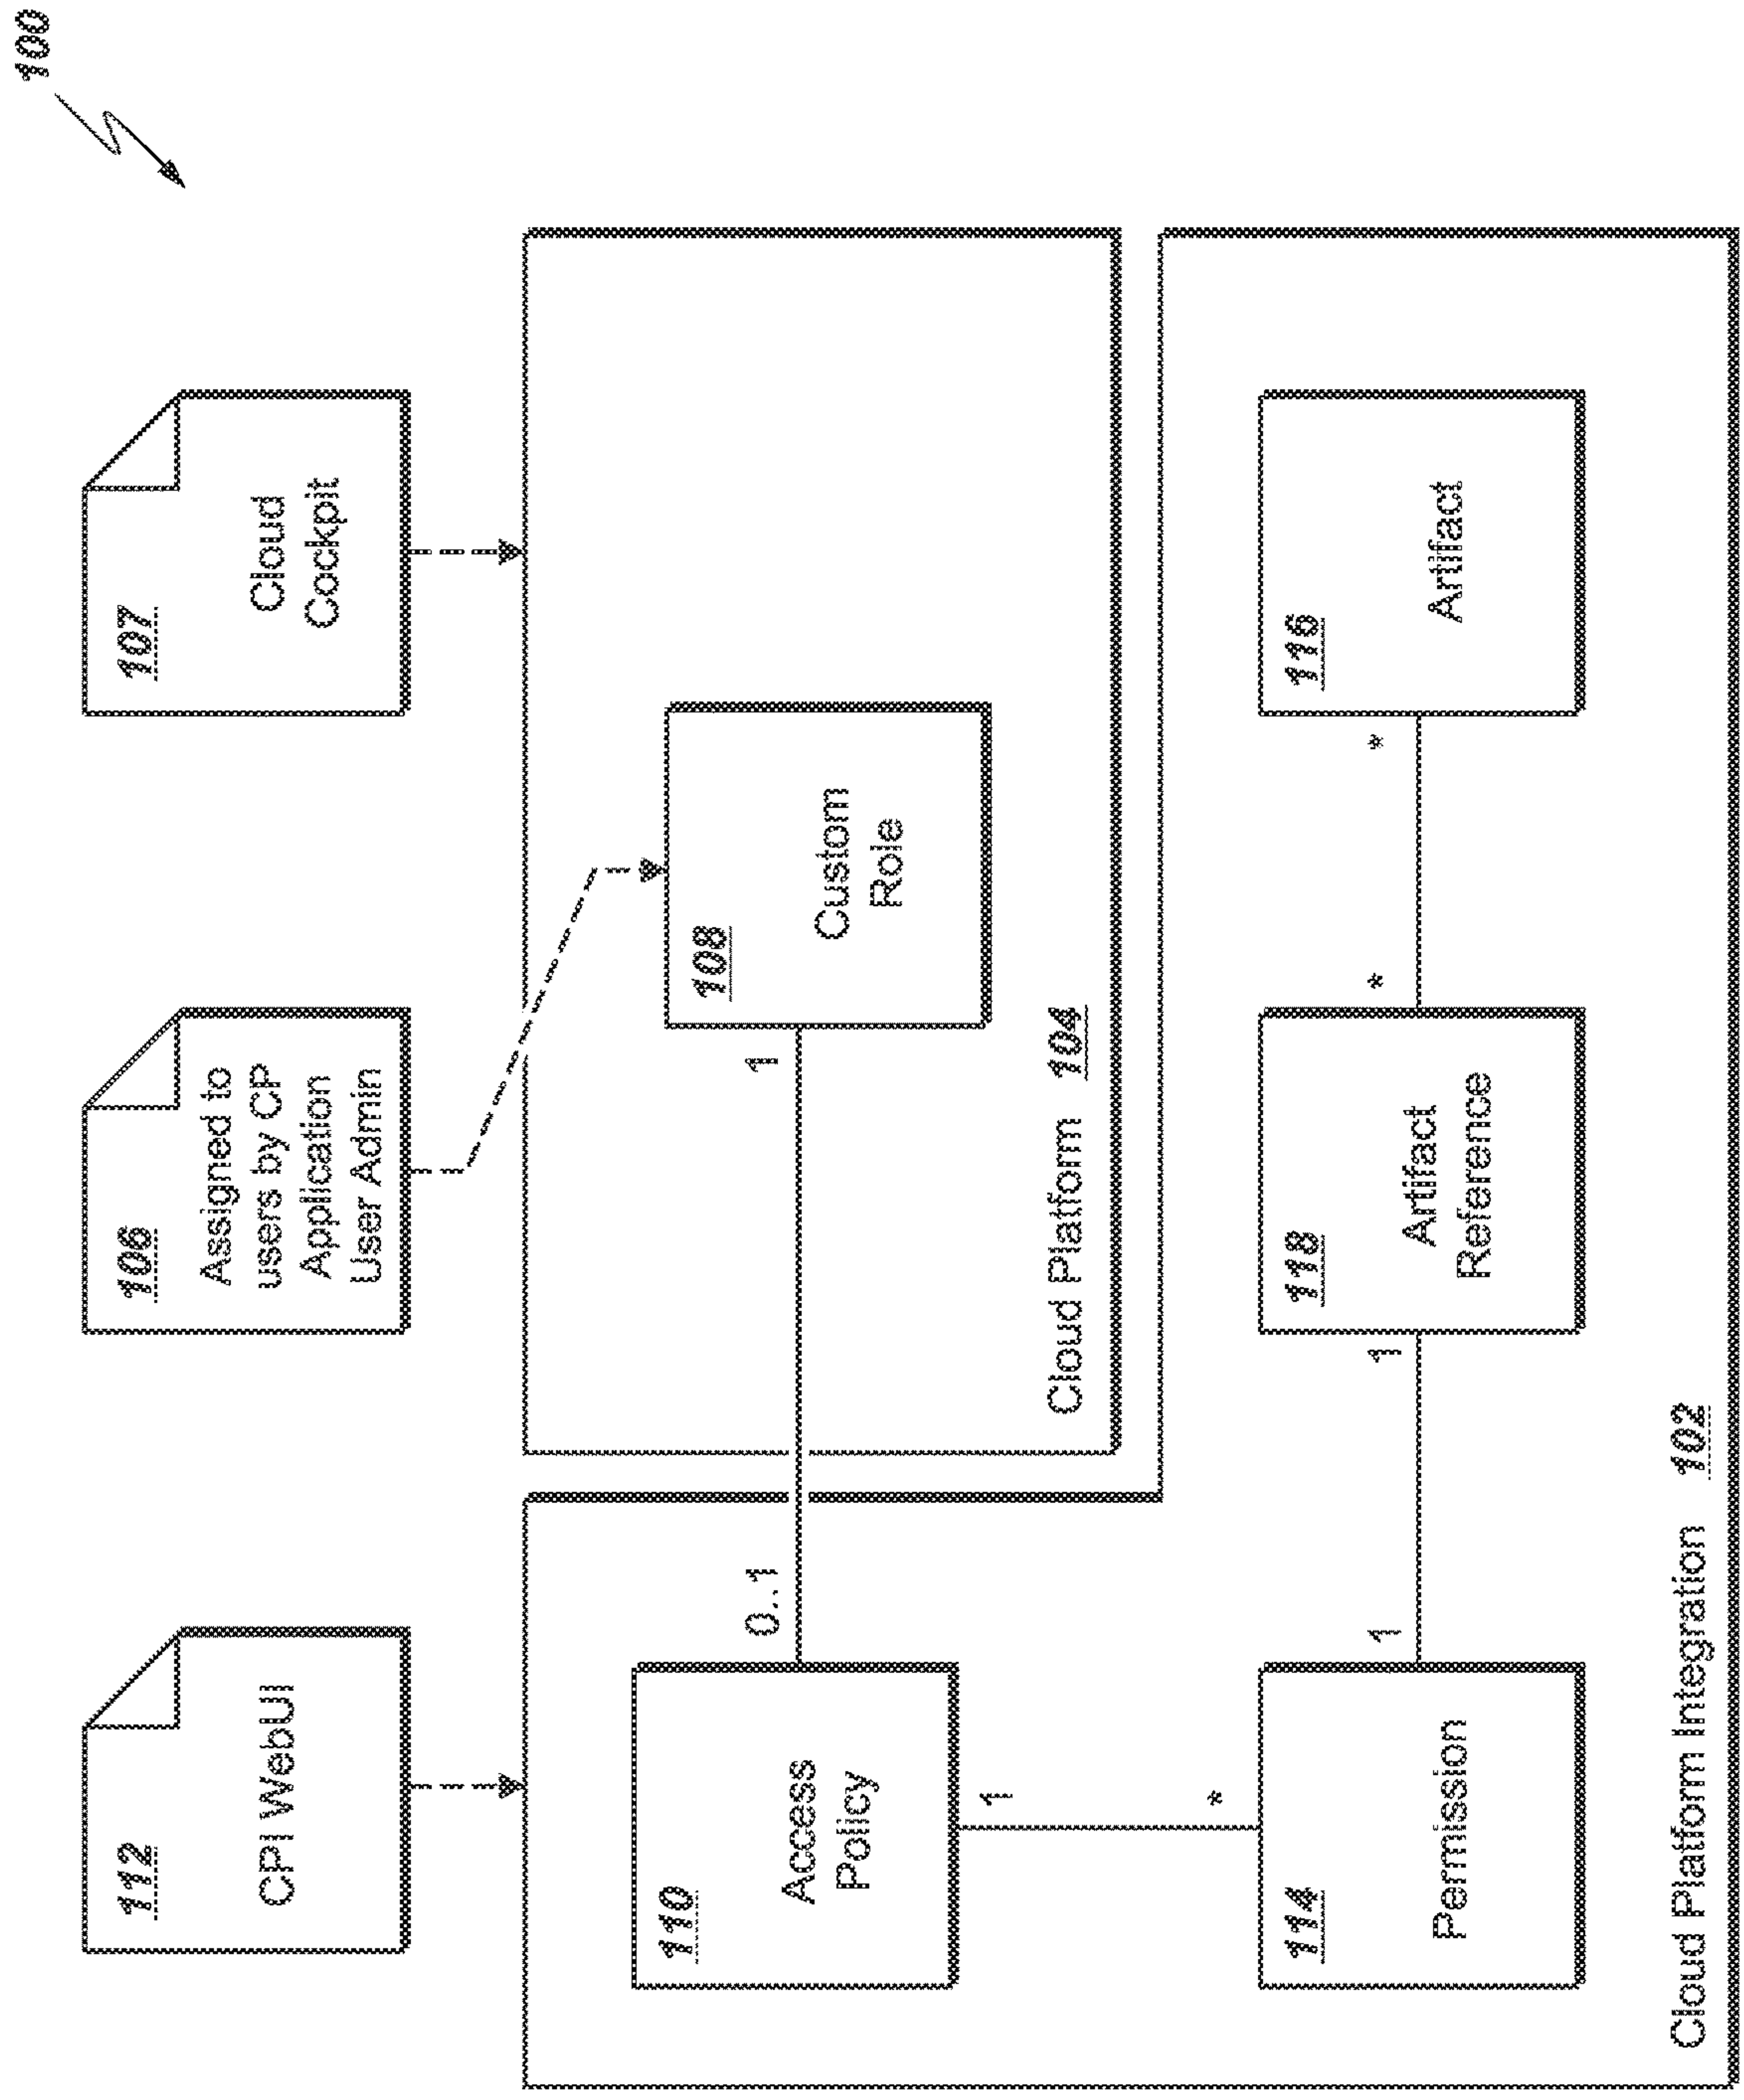 100
112
CPI WebUI
106
Assigned to
users by CP
Application
User Admin
107
Cloud
Cockpit
110
Access
Policy
0..1
1
108
Custom
Role
Cloud Platform 104
1
*
114
Permission
1
1
118
Artifact
Reference
*
*
116
Artifact
Cloud Platform Integration 102